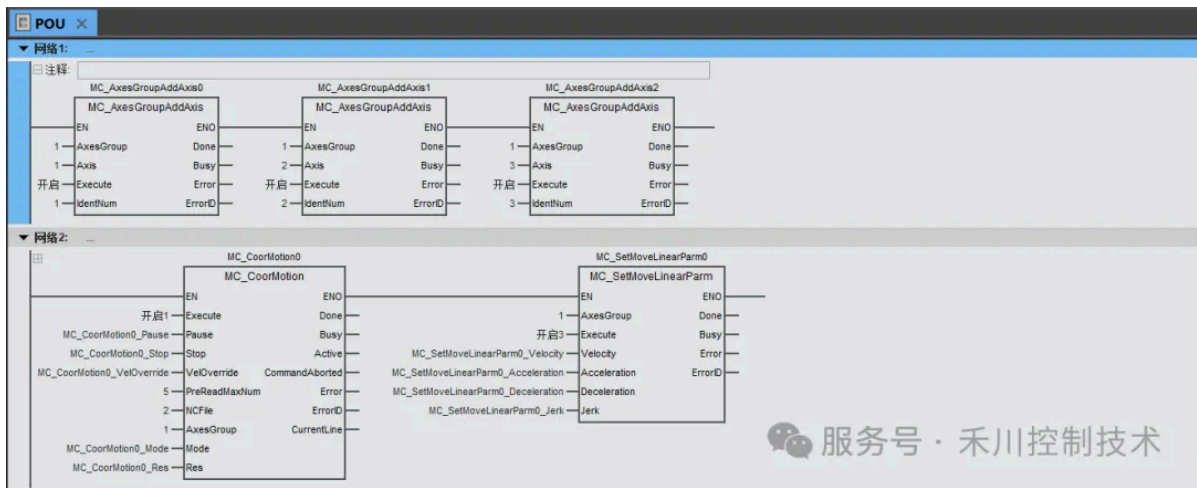 POU ×
网络1: ...
注释:
MC_AxesGroupAddAxis0 MC_AxesGroupAddAxis1 MC_AxesGroupAddAxis2
MC_AxesGroupAddAxis MC_AxesGroupAddAxis MC_AxesGroupAddAxis
EN ENO EN ENO EN ENO
1 AxesGroup Done 1 AxesGroup Done 1 AxesGroup Done
1 Axis Busy 2 Axis Busy 3 Axis Busy
开启 Execute Error 开启 Execute Error 开启 Execute Error
1 IdentNum ErrorID 2 IdentNum ErrorID 3 IdentNum ErrorID
网络2: ...
MC_CoorMotion0 MC_SetMoveLinearParm0
MC_CoorMotion MC_SetMoveLinearParm
EN ENO EN ENO
开启1 Execute Done 1 AxesGroup Done
MC_CoorMotion0_Pause Pause Busy 开启3 Execute Busy
MC_CoorMotion0_Stop Stop Active MC_SetMoveLinearParm0_Velocity Velocity Error
MC_CoorMotion0_VelOverride VelOverride CommandAborted MC_SetMoveLinearParm0_Acceleration Acceleration ErrorID
5 PreReadMaxNum Error MC_SetMoveLinearParm0_Deceleration Deceleration
2 NCFile ErrorID MC_SetMoveLinearParm0_Jerk Jerk
1 AxesGroup CurrentLine
MC_CoorMotion0_Mode Mode
MC_CoorMotion0_Res Res
服务号 · 禾川控制技术